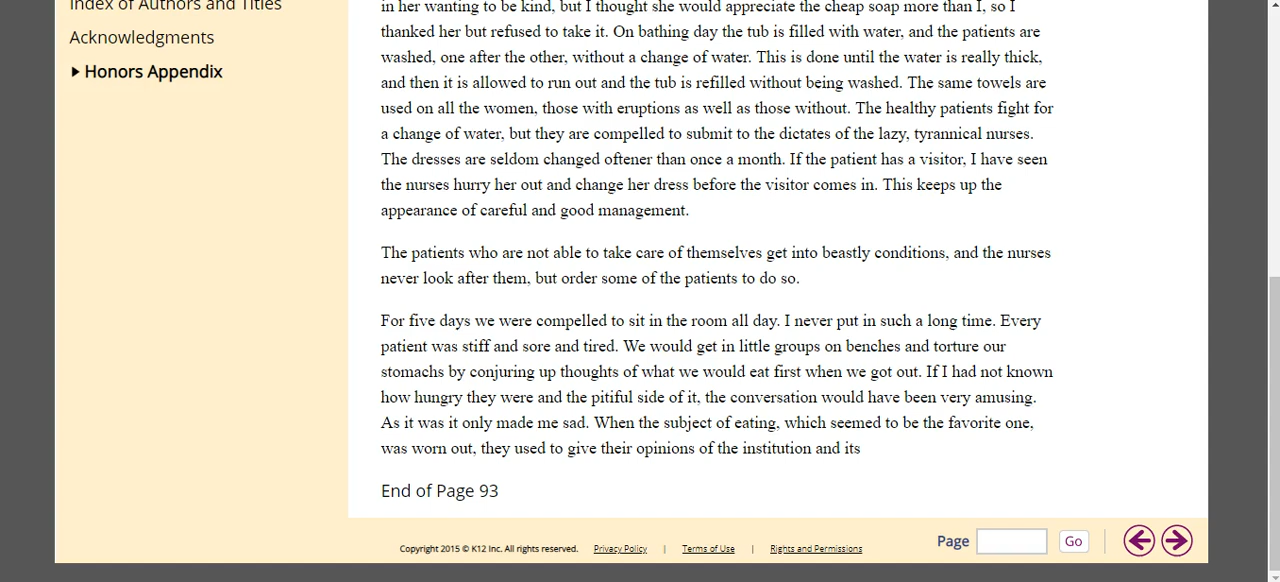 Index of Authors and Titles
Acknowledgments
Honors Appendix
in her wanting to be kind, but I thought she would appreciate the cheap soap more than I, so I
thanked her but refused to take it. On bathing day the tub is filled with water, and the patients are
washed, one after the other, without a change of water. This is done until the water is really thick,
and then it is allowed to run out and the tub is refilled without being washed. The same towels are
used on all the women, those with eruptions as well as those without. The healthy patients fight for
a change of water, but they are compelled to submit to the dictates of the lazy, tyrannical nurses.
The dresses are seldom changed oftener than once a month. If the patient has a visitor, I have seen
the nurses hurry her out and change her dress before the visitor comes in. This keeps up the
appearance of careful and good management.
The patients who are not able to take care of themselves get into beastly conditions, and the nurses
never look after them, but order some of the patients to do so.
For five days we were compelled to sit in the room all day. I never put in such a long time. Every
patient was stiff and sore and tired. We would get in little groups on benches and torture our
stomachs by conjuring up thoughts of what we would eat first when we got out. If I had not known
how hungry they were and the pitiful side of it, the conversation would have been very amusing.
As it was it only made me sad. When the subject of eating, which seemed to be the favorite one,
was worn out, they used to give their opinions of the institution and its
End of Page 93
Copyright 2015 © K12 Inc. All rights reserved. Privacy Policy | Terms of Use | Rights and Permissions
Page Go